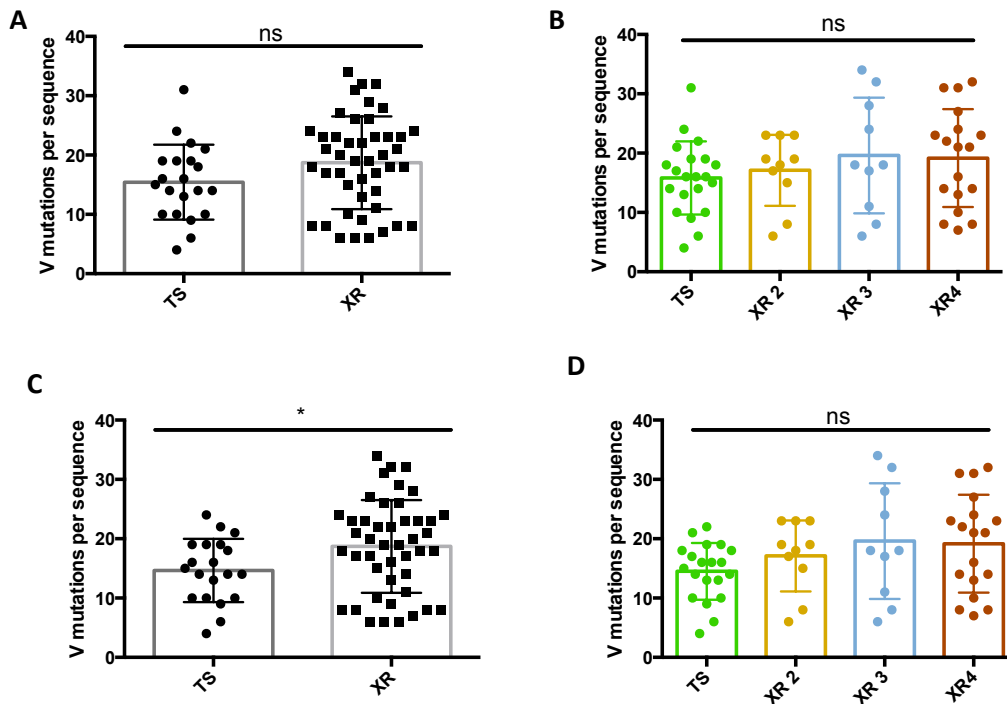 A
ns
V mutations per sequence
40
30
20
10
0
TS
XR
B
ns
V mutations per sequence
40
30
20
10
0
TS
XR 2
XR 3
XR4
C
*
V mutations per sequence
40
30
20
10
0
TS
XR
D
ns
V mutations per sequence
40
30
20
10
0
TS
XR 2
XR 3
XR4